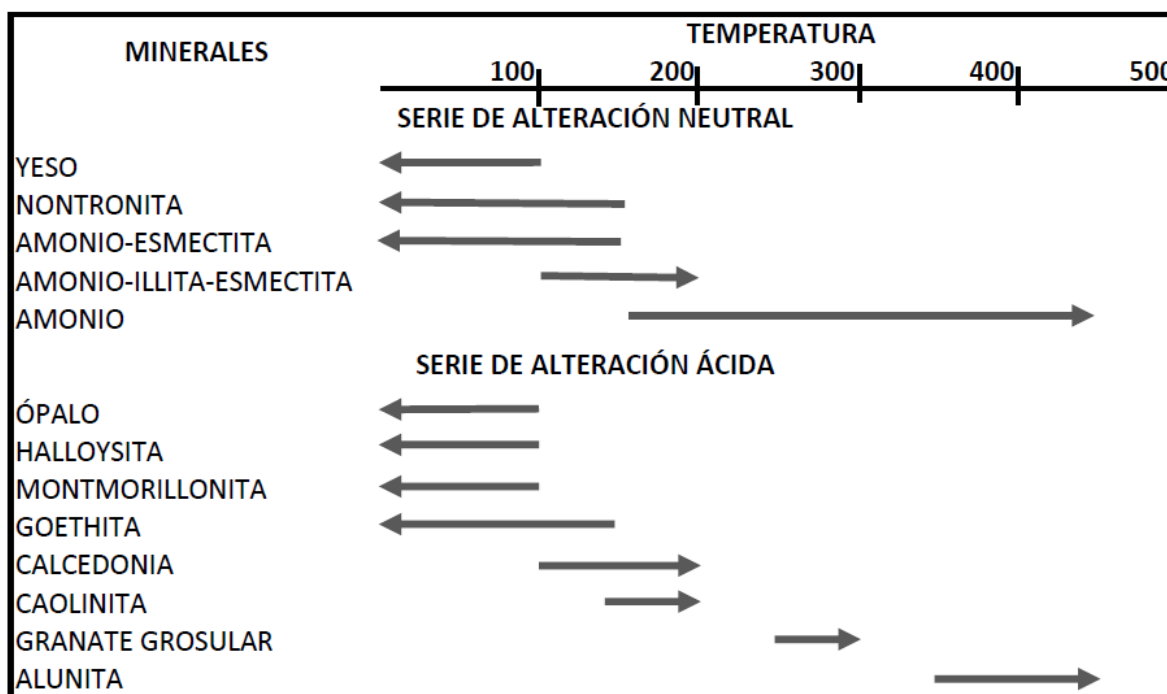 MINERALES
TEMPERATURA
100 200 300 400 500
SERIE DE ALTERACIÓN NEUTRAL
YESO
NONTRONITA
AMONIO-ESMECTITA
AMONIO-ILLITA-ESMECTITA
AMONIO
SERIE DE ALTERACIÓN ÁCIDA
ÓPALO
HALLOYSITA
MONTMORILLONITA
GOETHITA
CALCEDONIA
CAOLINITA
GRANATE GROSULAR
ALUNITA